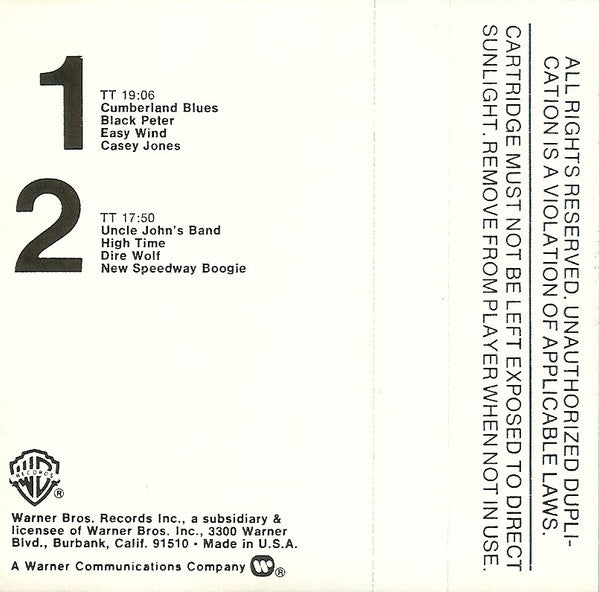 1
TT 19:06
Cumberland Blues
Black Peter
Easy Wind
Casey Jones
2
TT 17:50
Uncle John's Band
High Time
Dire Wolf
New Speedway Boogie
WB
RECORDS
®
Warner Bros. Records Inc., a subsidiary &
licensee of Warner Bros. Inc., 3300 Warner
Blvd., Burbank, Calif. 91510 • Made in U.S.A.
A Warner Communications Company ®
ALL RIGHTS RESERVED. UNAUTHORIZED DUPLI-
CATION IS A VIOLATION OF APPLICABLE LAWS.
CARTRIDGE MUST NOT BE LEFT EXPOSED TO DIRECT
SUNLIGHT. REMOVE FROM PLAYER WHEN NOT IN USE.